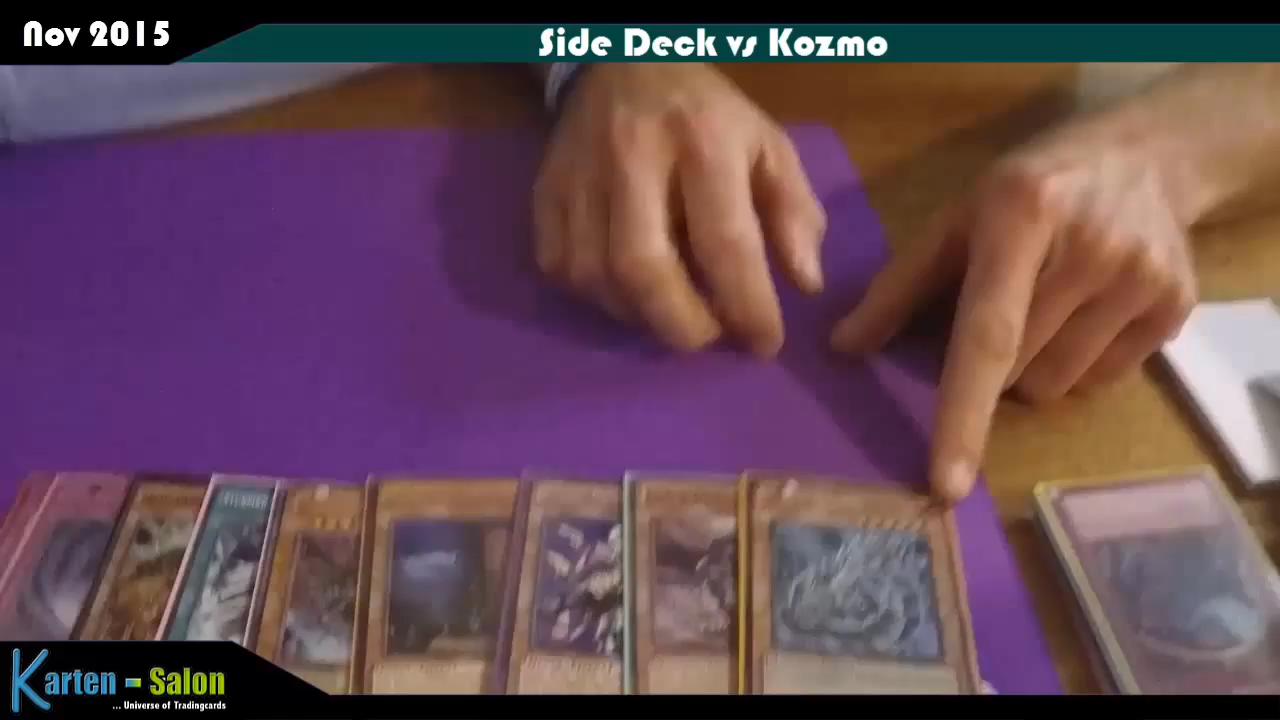 Nov 2015
Side Deck vs Kozmo
Karten - Salon
... Universe of Tradingcards